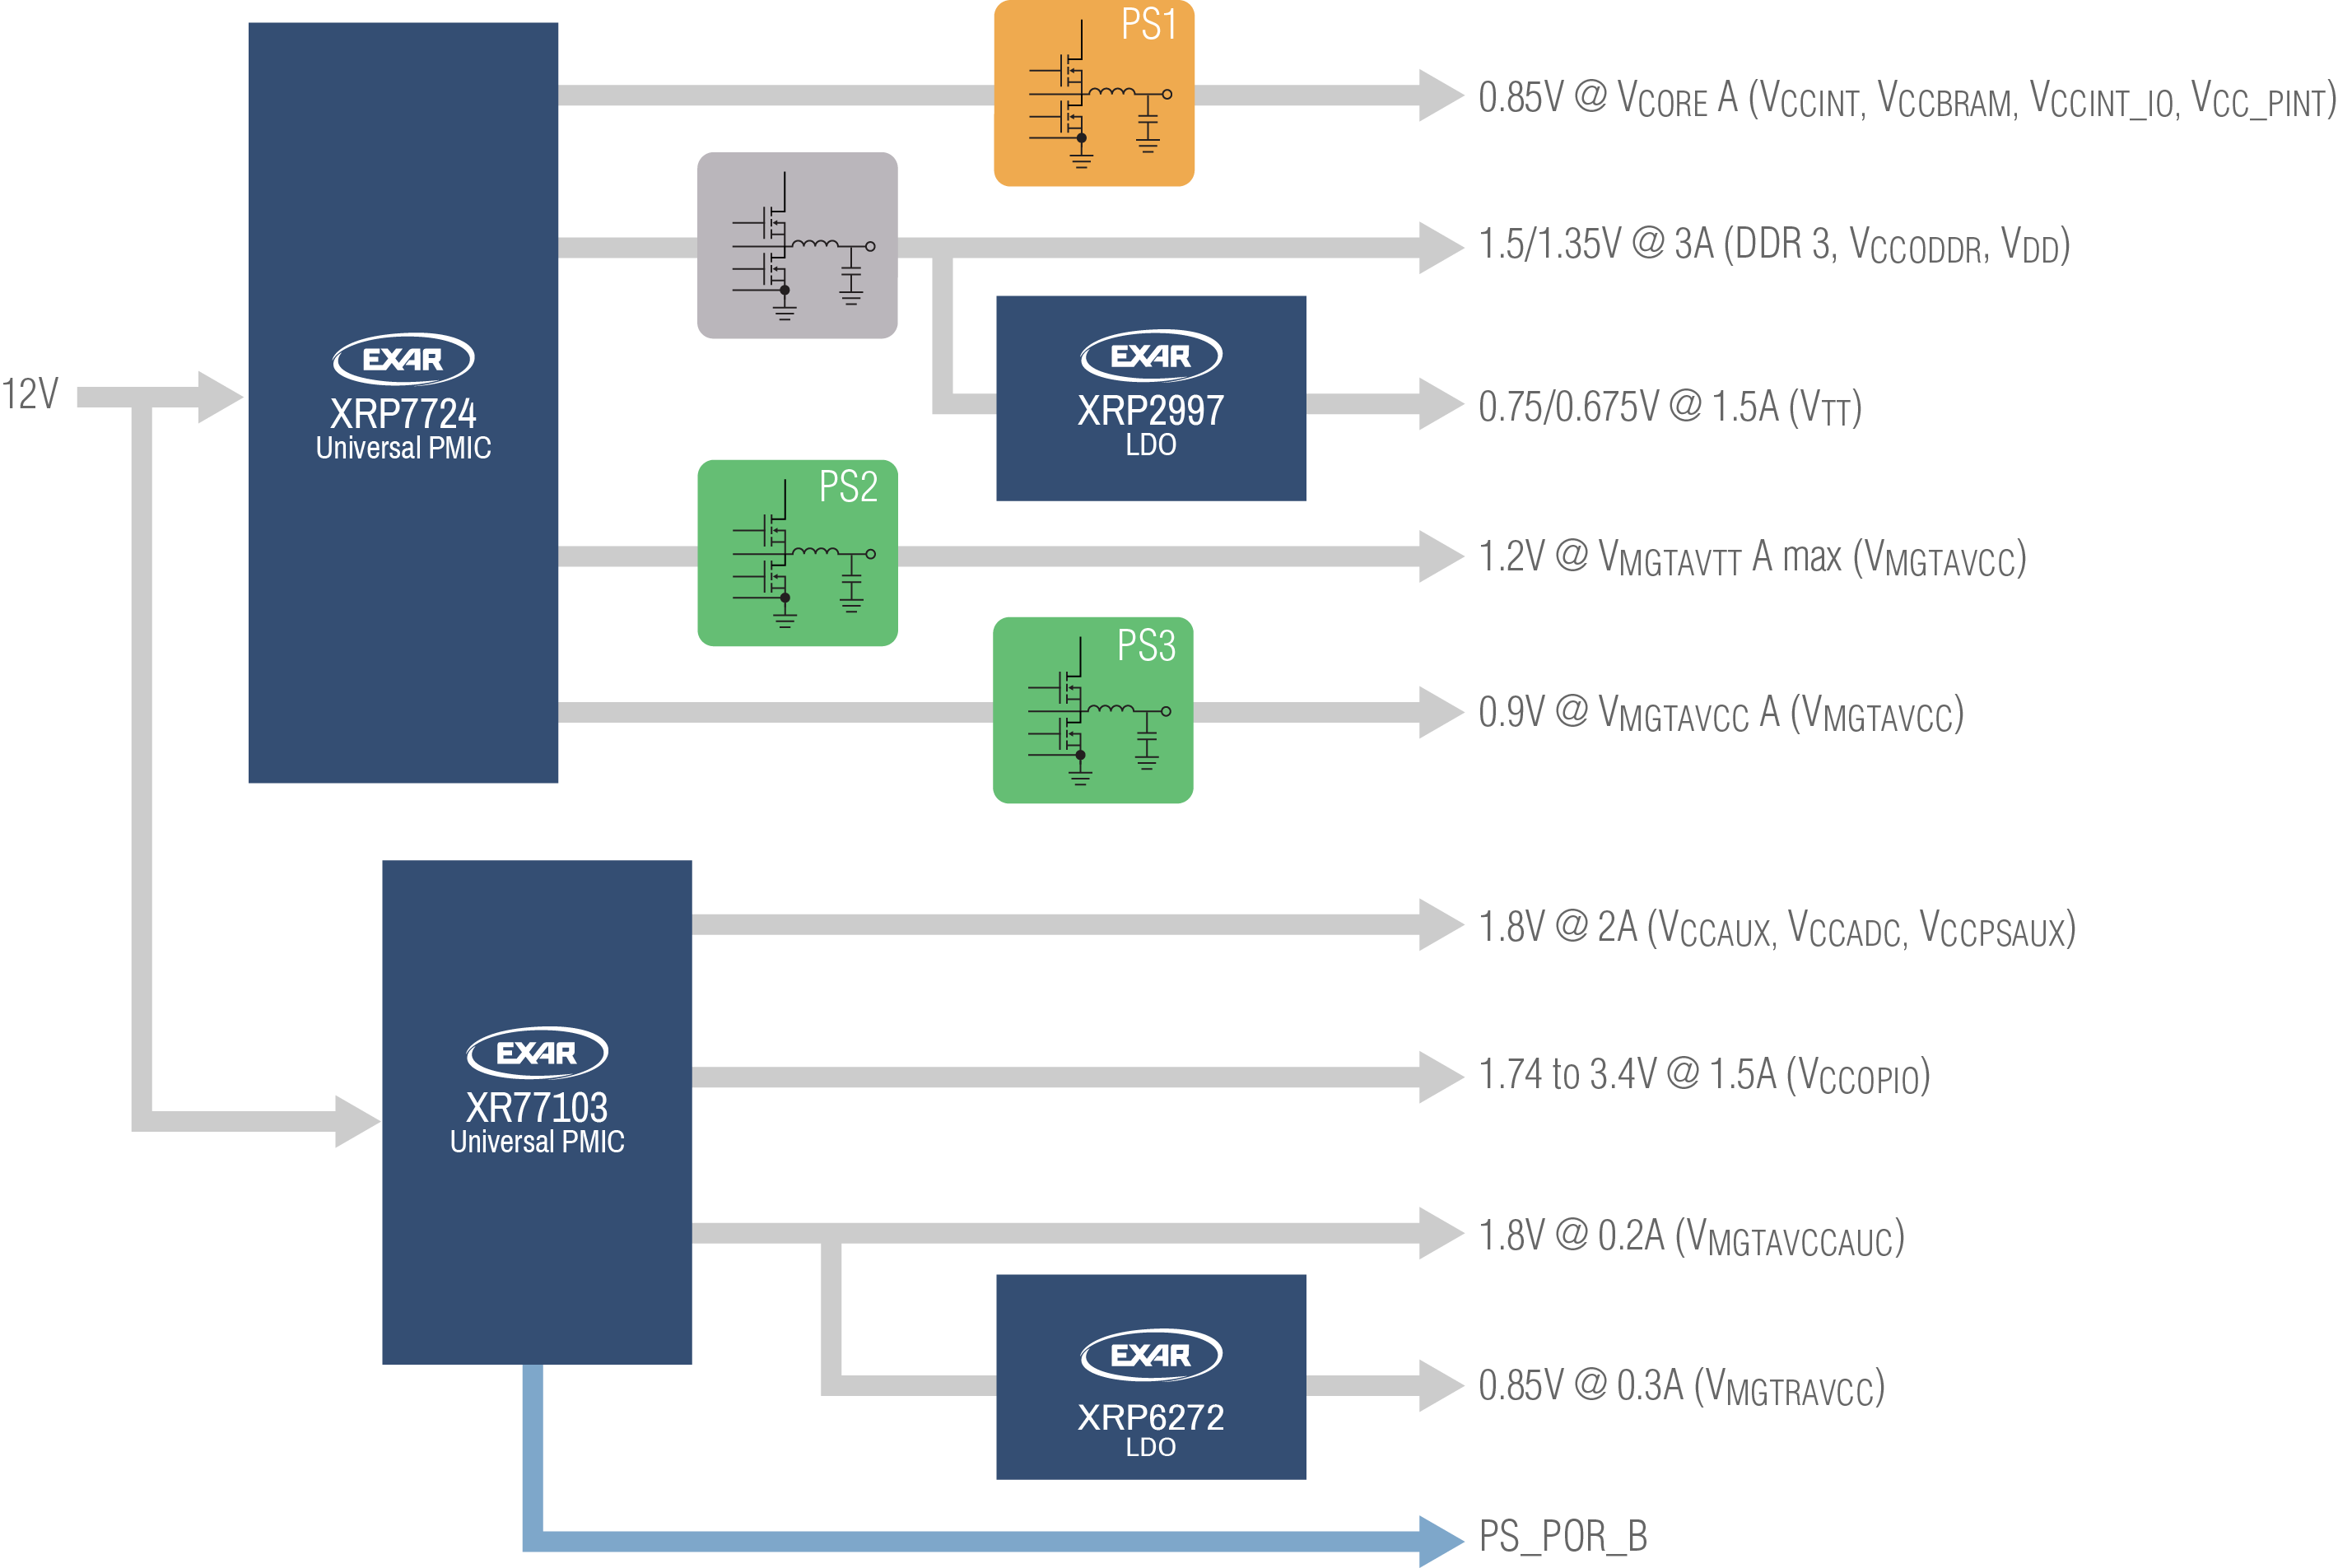 PS1
0.85V @ VCORE A (VCCINT, VCCBRAM, VCCINT_IO, VCC_PINT)
1.5/1.35V @ 3A (DDR 3, VCCODDR, VDD)
12V
EXAR
XRP7724
Universal PMIC
EXAR
XRP2997
LDO
0.75/0.675V @ 1.5A (VTT)
PS2
1.2V @ VMGTAVTT A max (VMGTAVCC)
PS3
0.9V @ VMGTAVCC A (VMGTAVCC)
1.8V @ 2A (VCCAUX, VCCADC, VCCPSAUX)
EXAR
XR77103
Universal PMIC
1.74 to 3.4V @ 1.5A (VCCOPIO)
1.8V @ 0.2A (VMGTAVCCAUC)
EXAR
XRP6272
LDO
0.85V @ 0.3A (VMGTRAVCC)
PS_POR_B